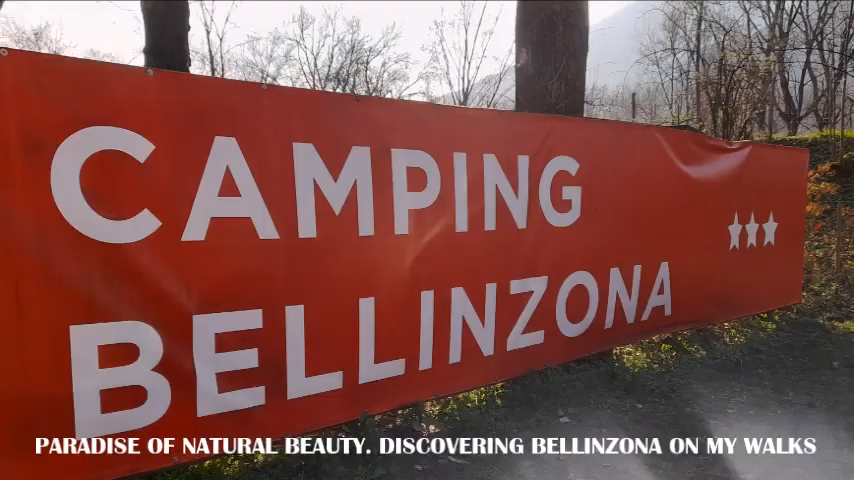 CAMPING
BELLINZONA
PARADISE OF NATURAL BEAUTY. DISCOVERING BELLINZONA ON MY WALKS